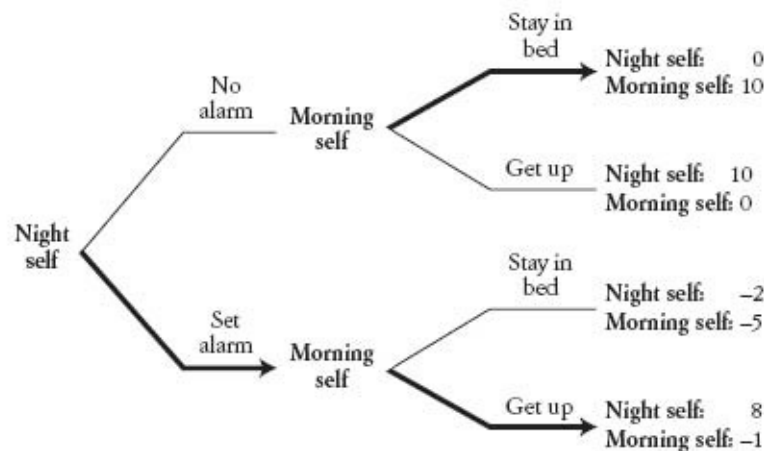 Stay in
bed
Night self: 0
Morning self: 10
No
alarm
Morning
self
Get up
Night self: 10
Morning self: 0
Night
self
Stay in
bed
Night self: –2
Morning self: –5
Set
alarm
Morning
self
Get up
Night self: 8
Morning self: –1